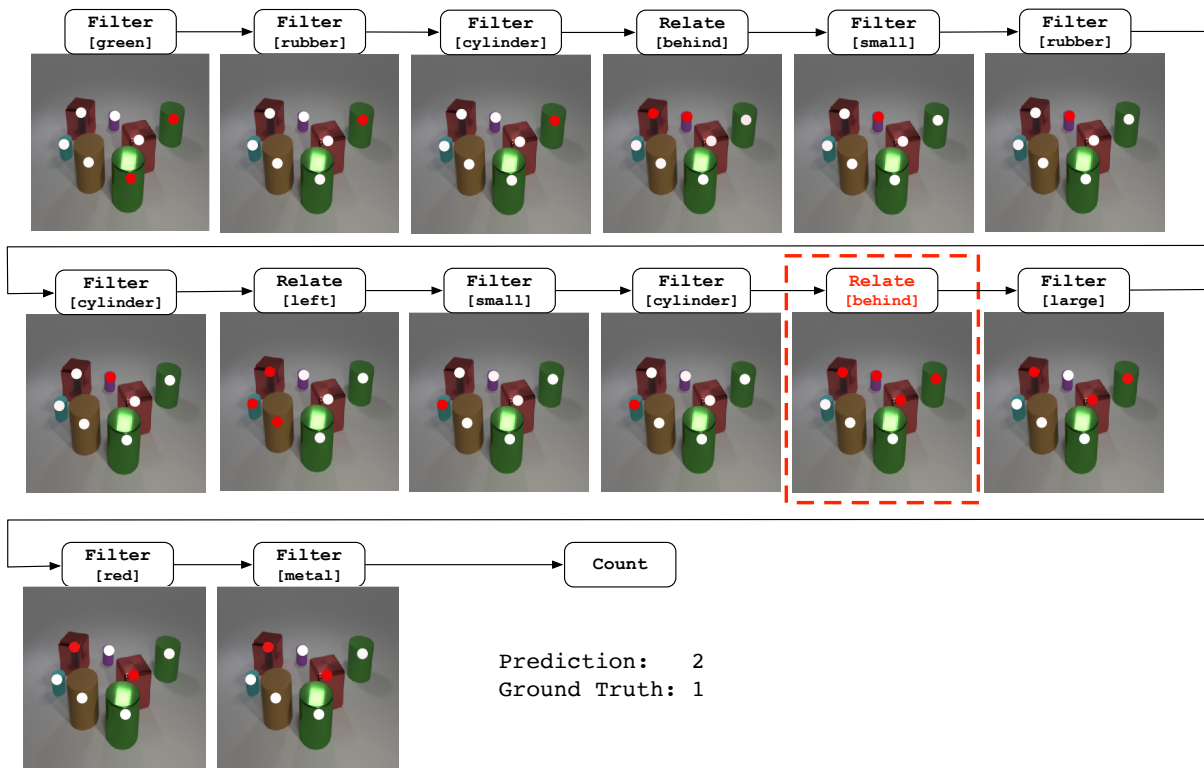 Filter
[green]
Filter
[rubber]
Filter
[cylinder]
Relate
[behind]
Filter
[small]
Filter
[rubber]
Filter
[cylinder]
Relate
[left]
Filter
[small]
Filter
[cylinder]
Relate
[behind]
Filter
[large]
Filter
[red]
Filter
[metal]
Count
Prediction: 2
Ground Truth: 1